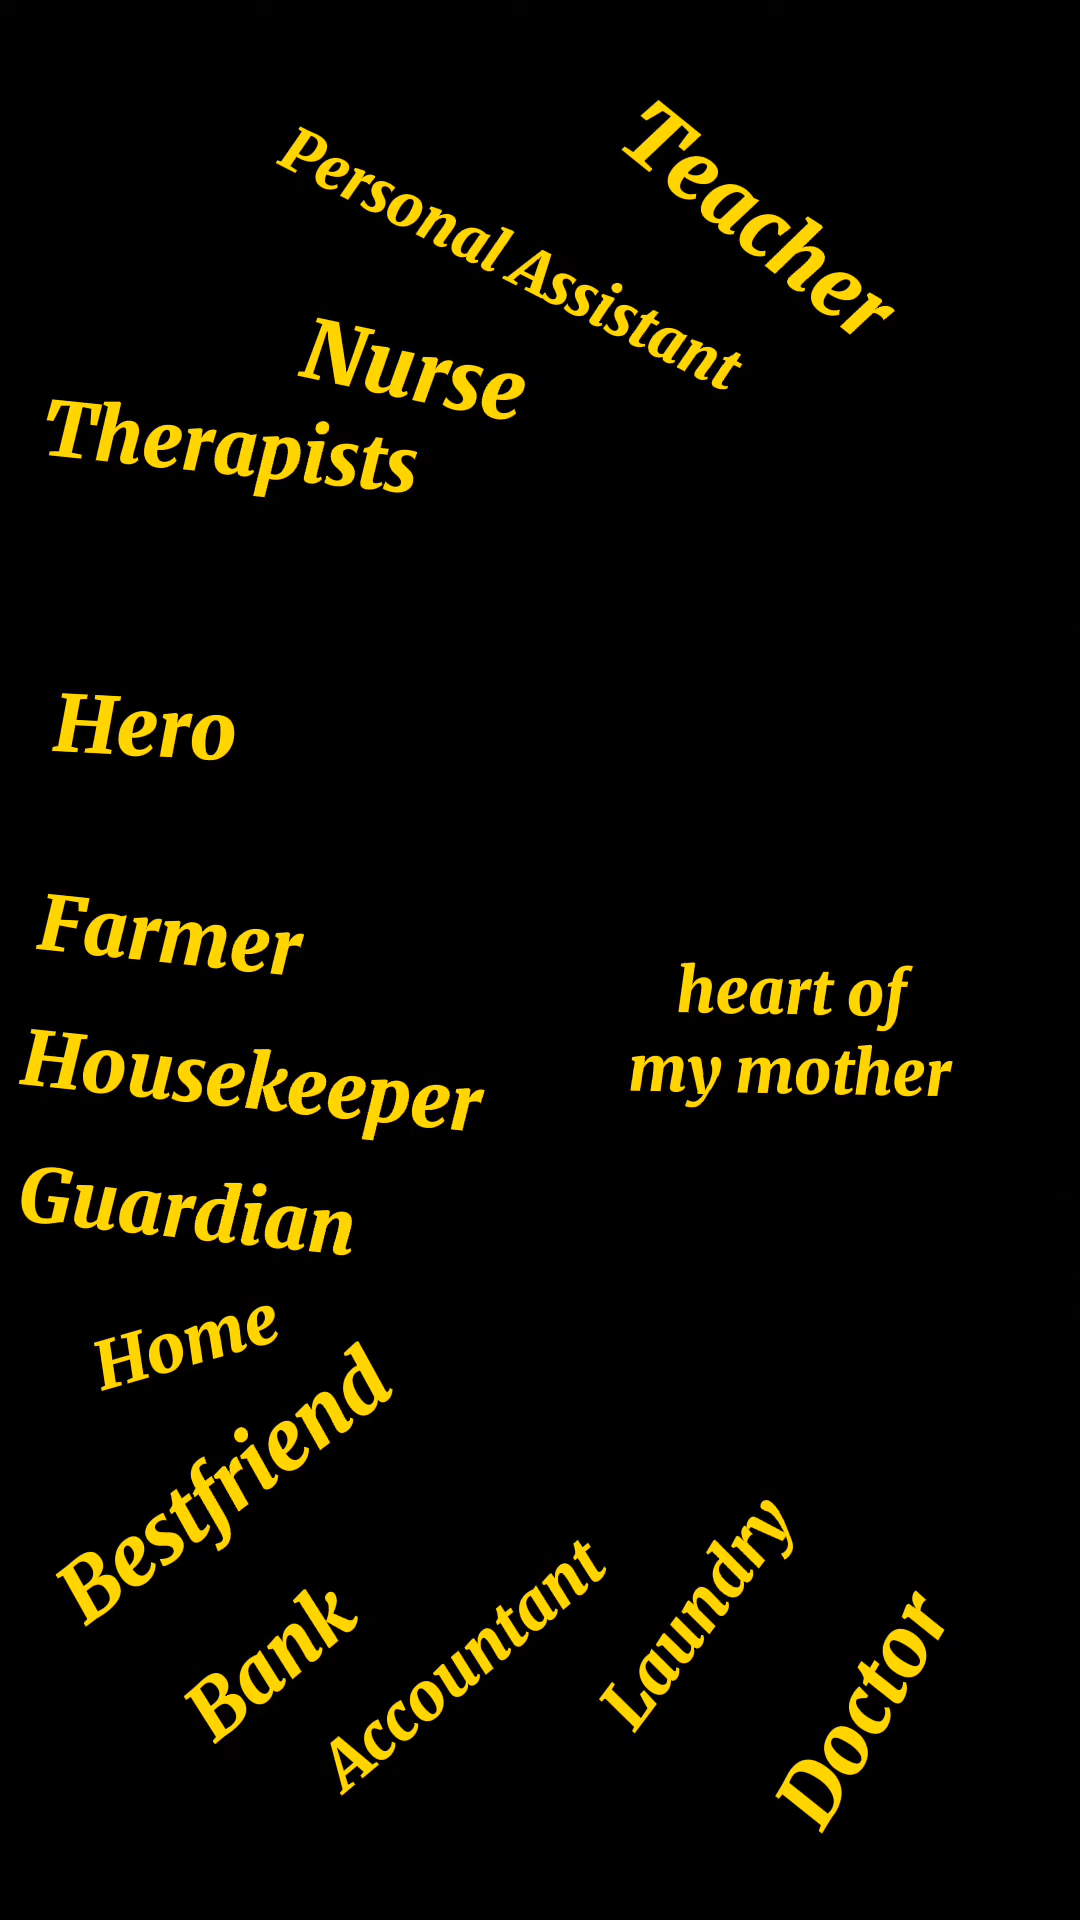 Teacher
Personal Assistant
Nurse
Therapists
Hero
Farmer
heart of
my mother
Housekeeper
Guardian
Home
Bestfriend
Bank
Accountant
Laundry
Doctor